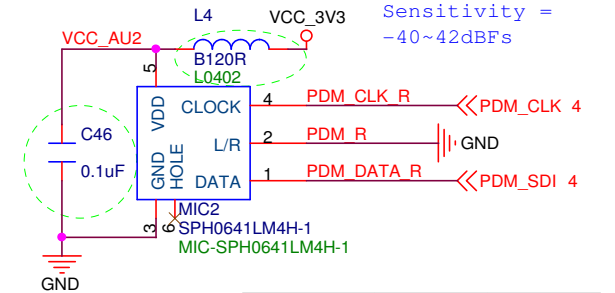 L4
VCC_3V3
Sensitivity =
-40~42dBFs
VCC_AU2
B120R
L0402
5
VDD
CLOCK
4
PDM_CLK_R
PDM_CLK 4
C46
0.1uF
L/R
2
PDM_R
GND
GND
HOLE
DATA
1
PDM_DATA_R
PDM_SDI 4
3
6
MIC2
SPH0641LM4H-1
MIC-SPH0641LM4H-1
GND